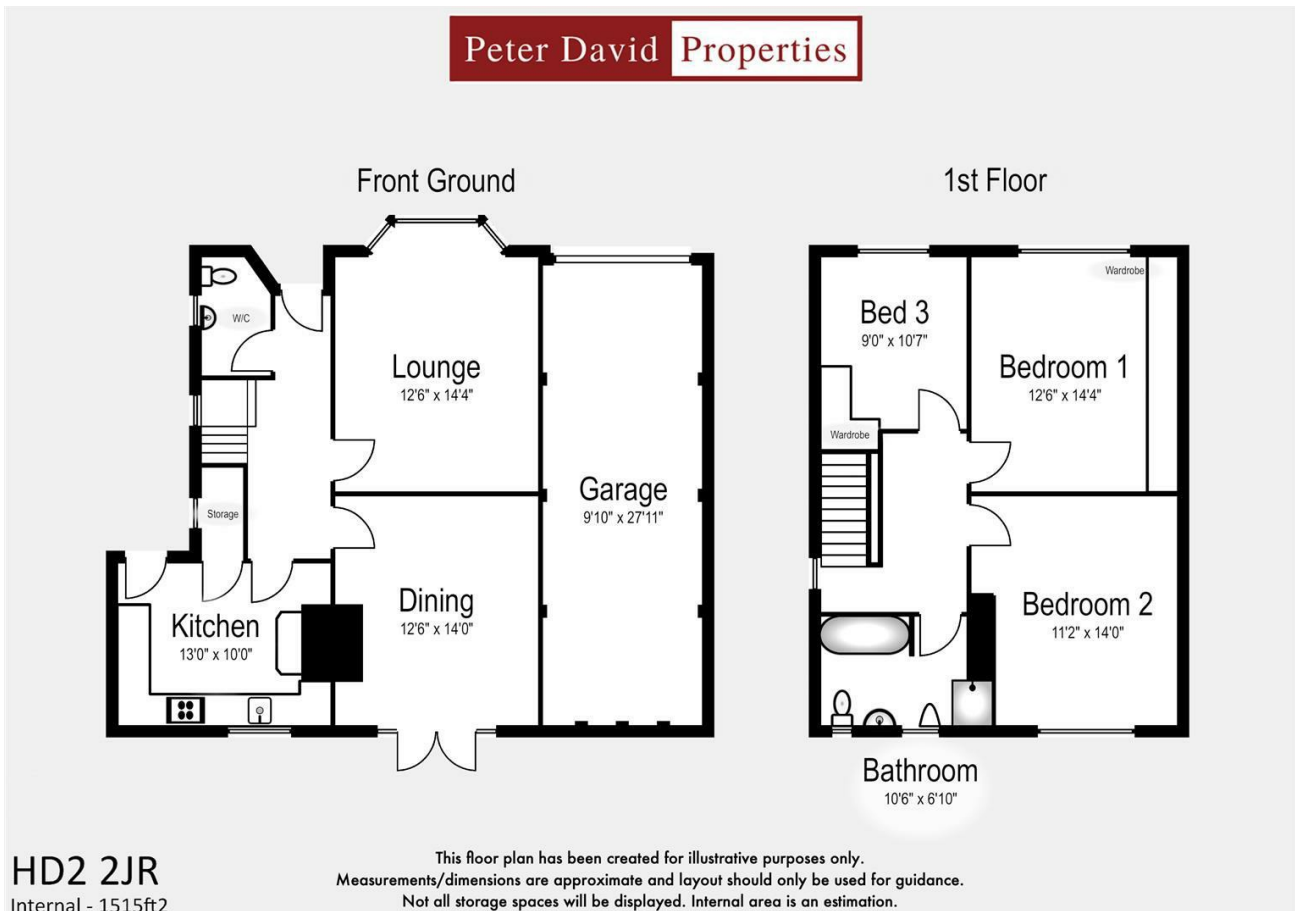 Peter David Properties
Front Ground
1st Floor
W/C
Lounge
12'6" x 14'4"
Storage
Garage
9'10" x 27'11"
Kitchen
13'0" x 10'0"
Dining
12'6" x 14'0"
Bed 3
9'0" x 10'7"
Wardrobe
Bedroom 1
12'6" x 14'4"
Wardrobe
Bedroom 2
11'2" x 14'0"
Bathroom
10'6" x 6'10"
HD2 2JR
Internal - 1515ft2
This floor plan has been created for illustrative purposes only.
Measurements/dimensions are approximate and layout should only be used for guidance.
Not all storage spaces will be displayed. Internal area is an estimation.